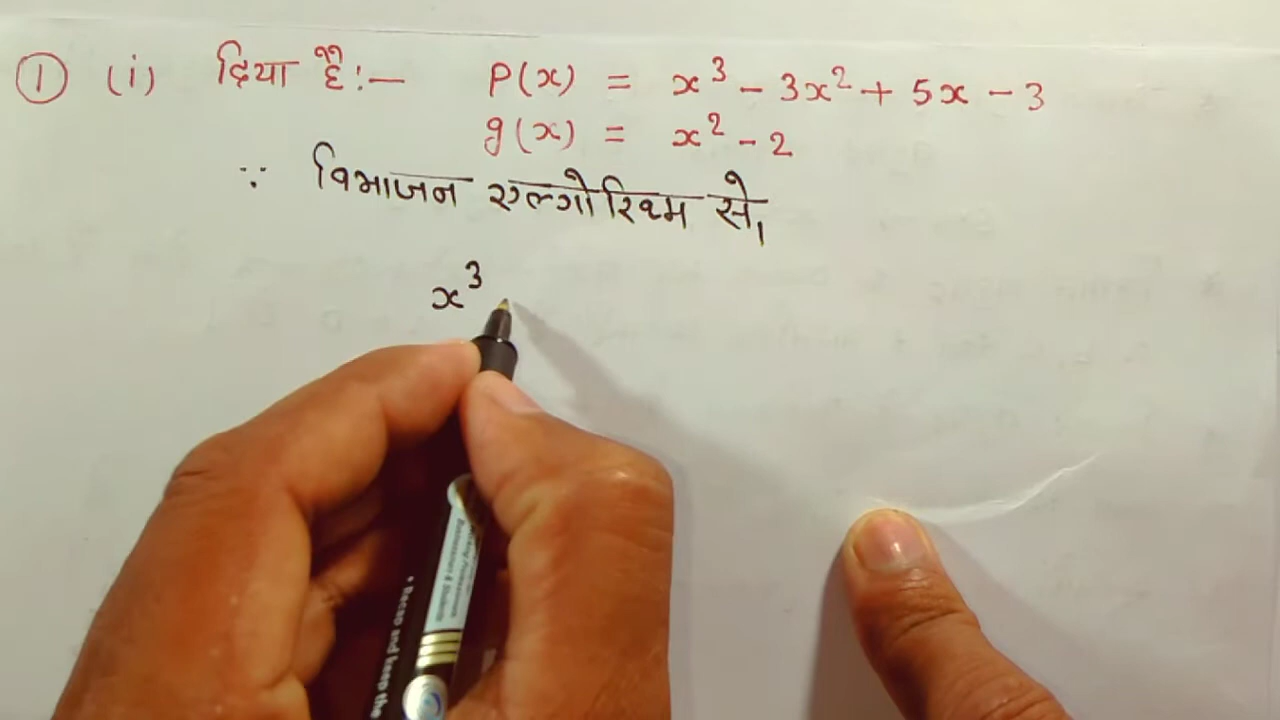 ① (i) दिया है:— P(x) = x³ - 3x² + 5x - 3
g(x) = x² - 2
∵ विभाजन एल्गोरिथ्म से,
x³